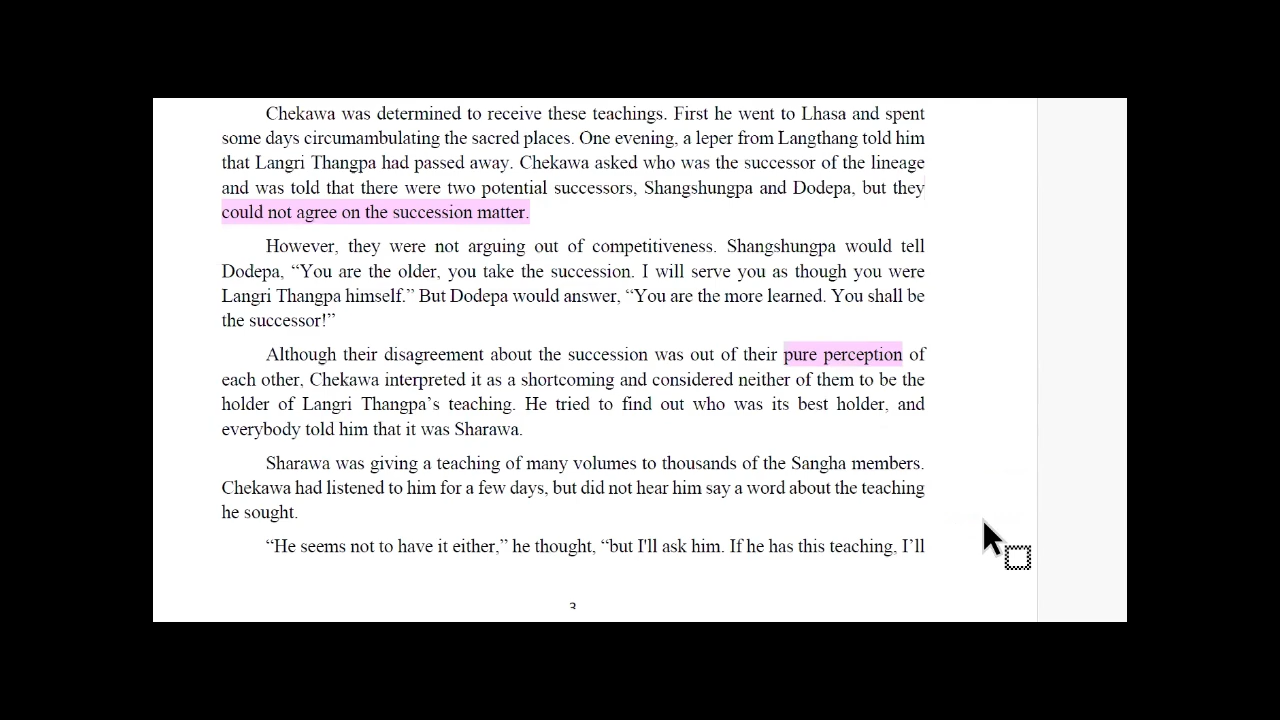 Chekawa was determined to receive these teachings. First he went to Lhasa and spent
some days circumambulating the sacred places. One evening, a leper from Langthang told him
that Langri Thangpa had passed away. Chekawa asked who was the successor of the lineage
and was told that there were two potential successors, Shangshungpa and Dodepa, but they
could not agree on the succession matter.
However, they were not arguing out of competitiveness. Shangshungpa would tell
Dodepa, “You are the older, you take the succession. I will serve you as though you were
Langri Thangpa himself.” But Dodepa would answer, “You are the more learned. You shall be
the successor!”
Although their disagreement about the succession was out of their pure perception of
each other, Chekawa interpreted it as a shortcoming and considered neither of them to be the
holder of Langri Thangpa’s teaching. He tried to find out who was its best holder, and
everybody told him that it was Sharawa.
Sharawa was giving a teaching of many volumes to thousands of the Sangha members.
Chekawa had listened to him for a few days, but did not hear him say a word about the teaching
he sought.
“He seems not to have it either,” he thought, “but I'll ask him. If he has this teaching, I’ll
3